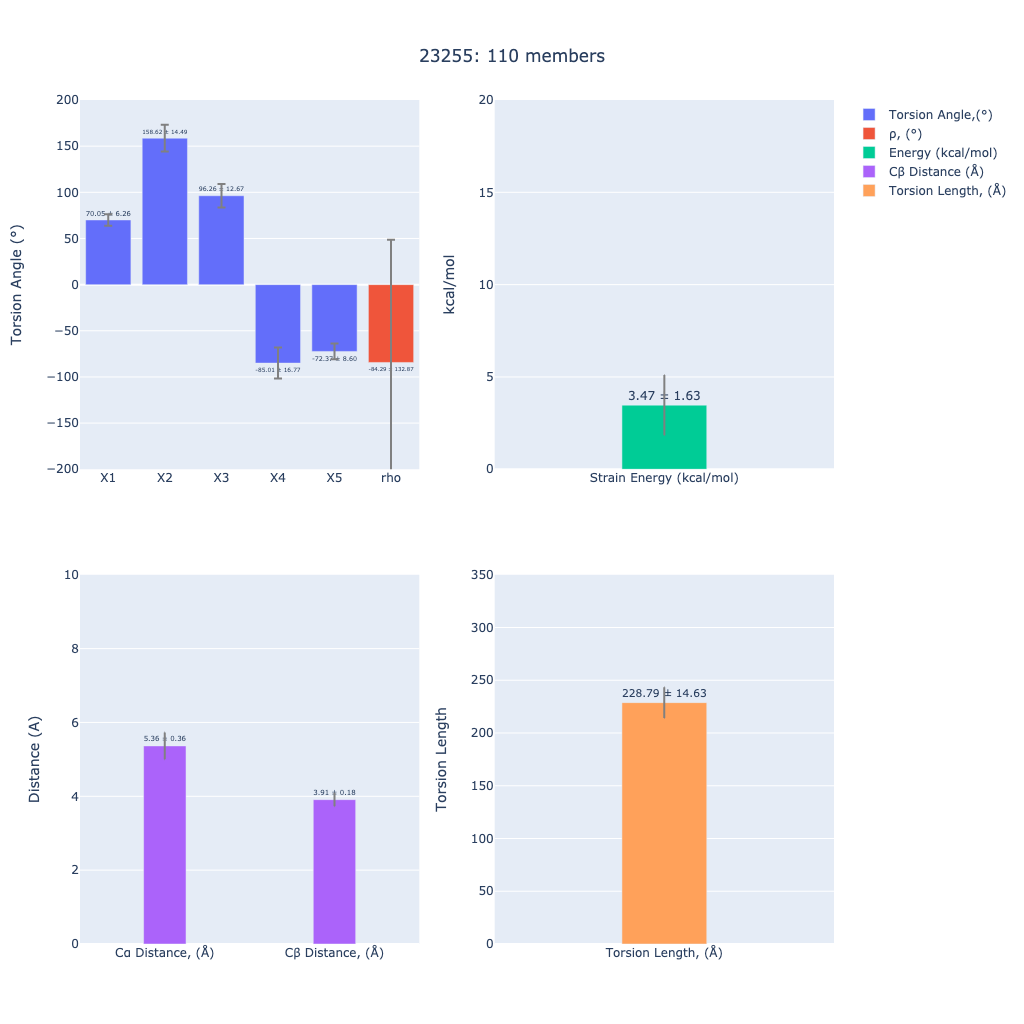 23255: 110 members
200
150
100
50
0
−50
−100
−150
−200
Torsion Angle (°)
70.05 ± 6.26
158.62 ± 14.49
96.26 ± 12.67
-85.01 ± 16.77
-72.37 ± 8.60
-84.29 ± 132.87
X1
X2
X3
X4
X5
rho
20
15
10
5
0
kcal/mol
3.47 ± 1.63
Strain Energy (kcal/mol)
Torsion Angle,(°)
ρ, (°)
Energy (kcal/mol)
Cβ Distance (Å)
Torsion Length, (Å)
10
8
6
4
2
0
Distance (A)
5.36 ± 0.36
3.91 ± 0.18
Cα Distance, (Å)
Cβ Distance, (Å)
350
300
250
200
150
100
50
0
Torsion Length
228.79 ± 14.63
Torsion Length, (Å)